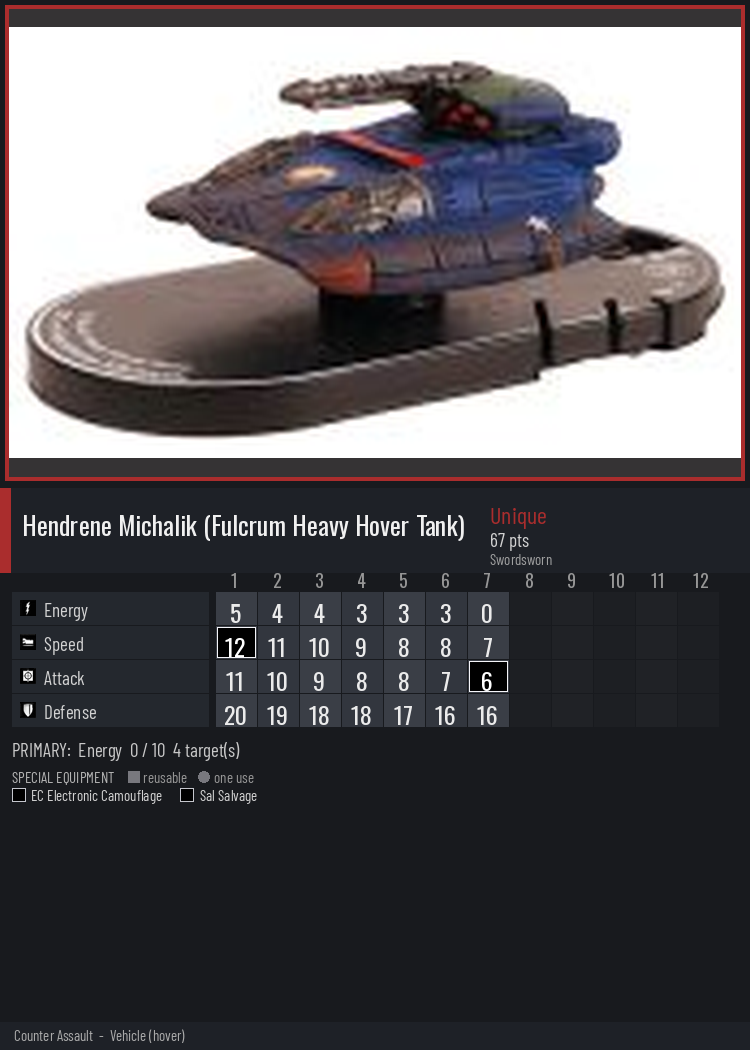 Hendrene Michalik (Fulcrum Heavy Hover Tank)
Unique
67 pts
Swordsworn
1 2 3 4 5 6 7 8 9 10 11 12
Energy 5 4 4 3 3 3 0
Speed 12 11 10 9 8 8 7
Attack 11 10 9 8 8 7 6
Defense 20 19 18 18 17 16 16
PRIMARY: Energy 0 / 10 4 target(s)
SPECIAL EQUIPMENT reusable one use
EC Electronic Camouflage Sal Salvage
Counter Assault - Vehicle (hover)